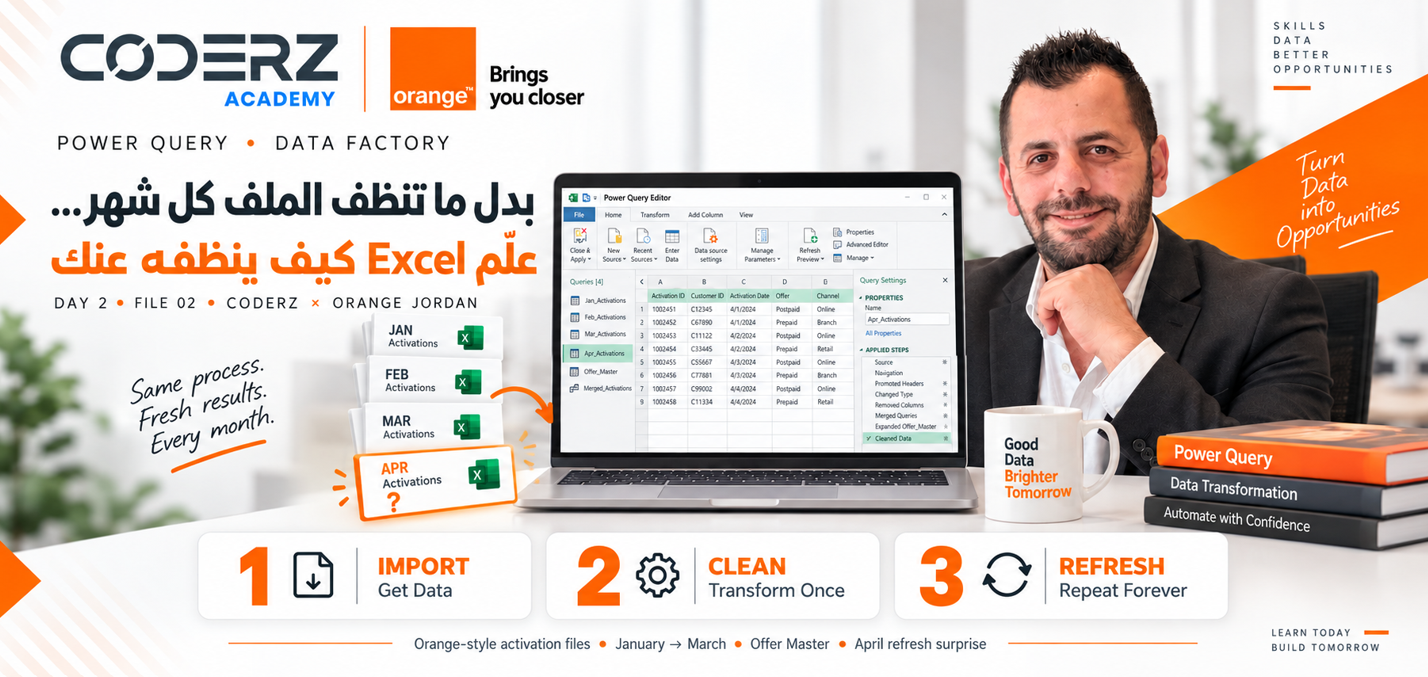 CODERZ
ACADEMY
orange™
Brings
you closer
SKILLS
DATA
BETTER
OPPORTUNITIES
POWER QUERY • DATA FACTORY
بدل ما تنظف الملف كل شهر...
علّم Excel كيف ينظفه عنك
DAY 2 • FILE 02 • CODERZ × ORANGE JORDAN
Turn
Data
into
Opportunities
Same process.
Fresh results.
Every month.
JAN
Activations
FEB
Activations
MAR
Activations
APR
Activations
?
Power Query Editor
File Home Transform Add Column View
Close &
Apply
New
Source
Recent
Sources
Enter
Data
Data source
settings
Manage
Parameters
Refresh
Preview
Properties
Advanced Editor
Manage
Queries [4]
Jan_Activations
Feb_Activations
Mar_Activations
Apr_Activations
Offer_Master
Merged_Activations
A B C D E
Activation ID Customer ID Activation Date Offer Channel
1 1002451 C12345 4/1/2024 Postpaid Online
2 1002452 C67890 4/1/2024 Prepaid Branch
3 1002453 C11122 4/2/2024 Postpaid Online
4 1002454 C33445 4/2/2024 Prepaid Retail
5 1002455 C55667 4/3/2024 Postpaid Online
6 1002456 C77881 4/3/2024 Prepaid Branch
7 1002457 C99002 4/4/2024 Postpaid Online
9 1002458 C11334 4/4/2024 Prepaid Retail
Query Settings
PROPERTIES
Name
Apr_Activations
All Properties
APPLIED STEPS
Source
Navigation
Promoted Headers
Changed Type
Removed Columns
Merged Queries
Expanded Offer_Master
Cleaned Data
Good
Data
Brighter
Tomorrow
Power Query
Data Transformation
Automate with Confidence
1 IMPORT
Get Data
2 CLEAN
Transform Once
3 REFRESH
Repeat Forever
Orange-style activation files • January → March • Offer Master • April refresh surprise
LEARN TODAY
BUILD TOMORROW